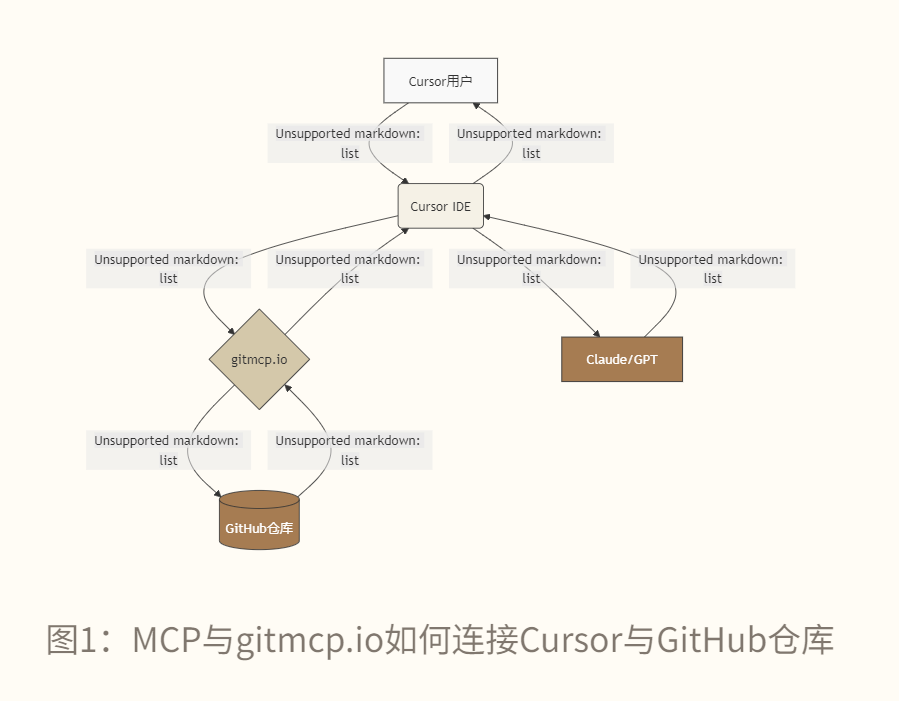 Cursor用户
Unsupported markdown:
list
Unsupported markdown:
list
Cursor IDE
Unsupported markdown:
list
Unsupported markdown:
list
Unsupported markdown:
list
Unsupported markdown:
list
gitmcp.io
Claude/GPT
Unsupported markdown:
list
Unsupported markdown:
list
GitHub仓库
图1：MCP与gitmcp.io如何连接Cursor与GitHub仓库